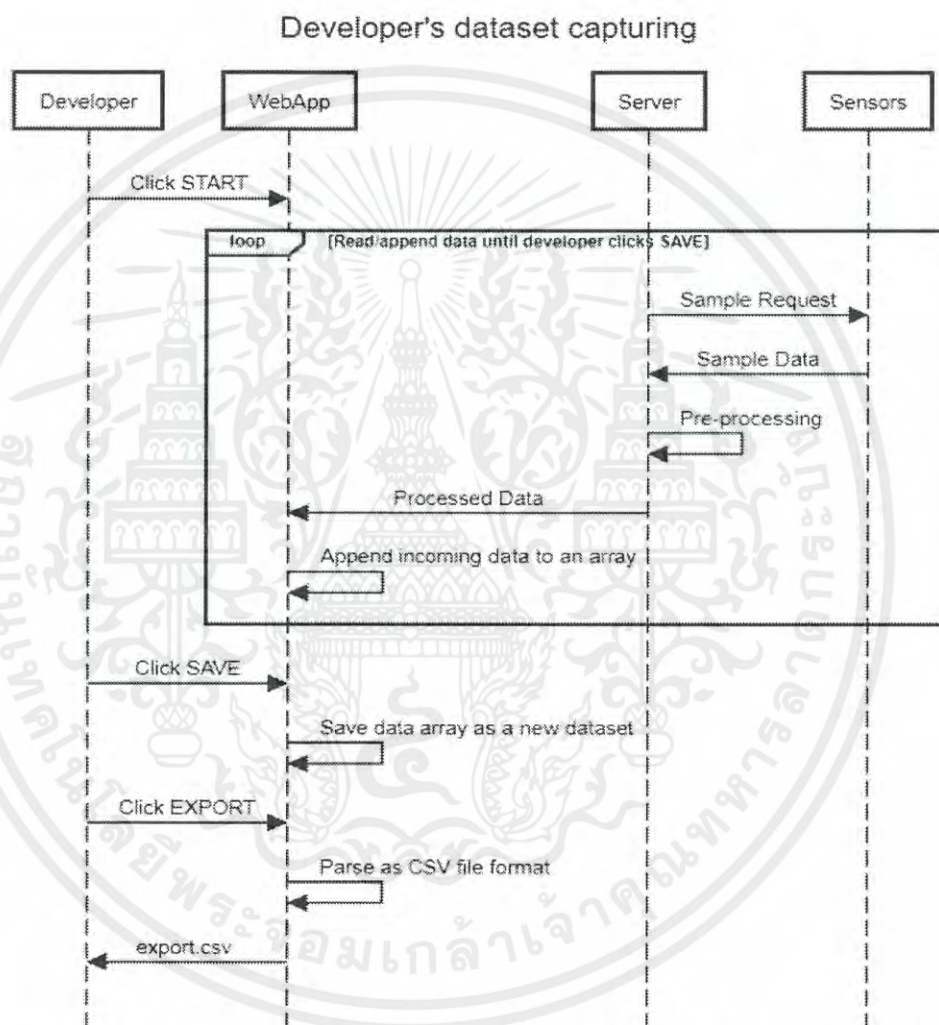 Developer's dataset capturing
Developer
WebApp
Server
Sensors
Click START
loop
[Read/append data until developer clicks SAVE]
Sample Request
Sample Data
Pre-processing
Processed Data
Append incoming data to an array
Click SAVE
Save data array as a new dataset
Click EXPORT
Parse as CSV file format
export.csv